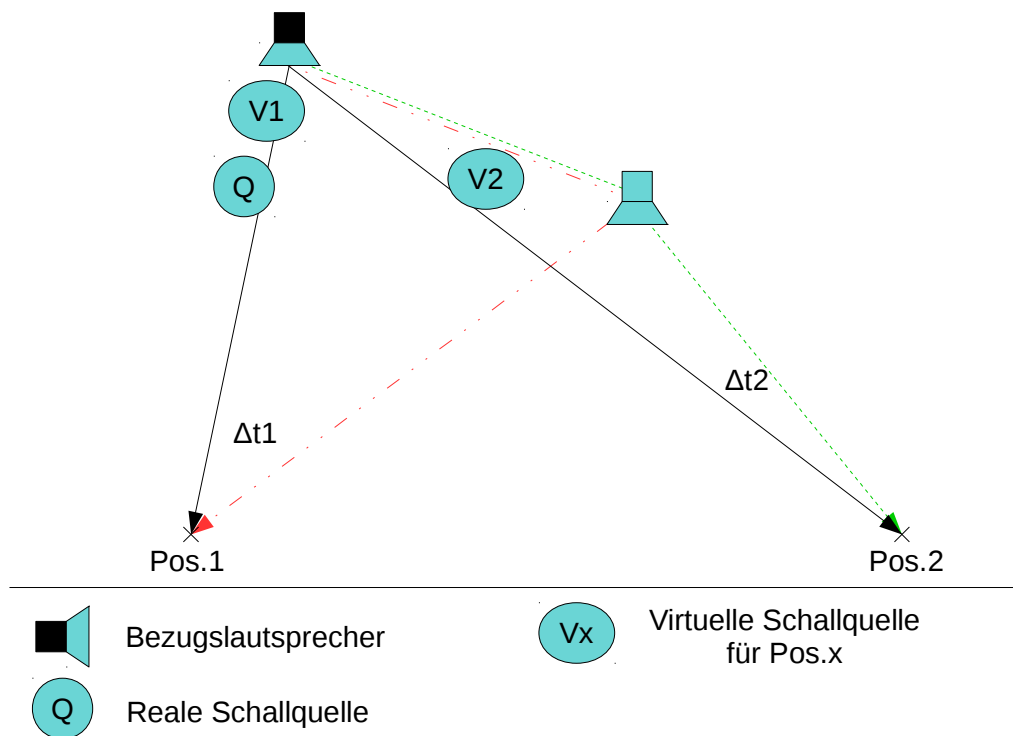 V1
Q
V2
Δt2
Δt1
Pos.1
Pos.2
Bezugslautsprecher
Vx
Virtuelle Schallquelle
für Pos.x
Q
Reale Schallquelle